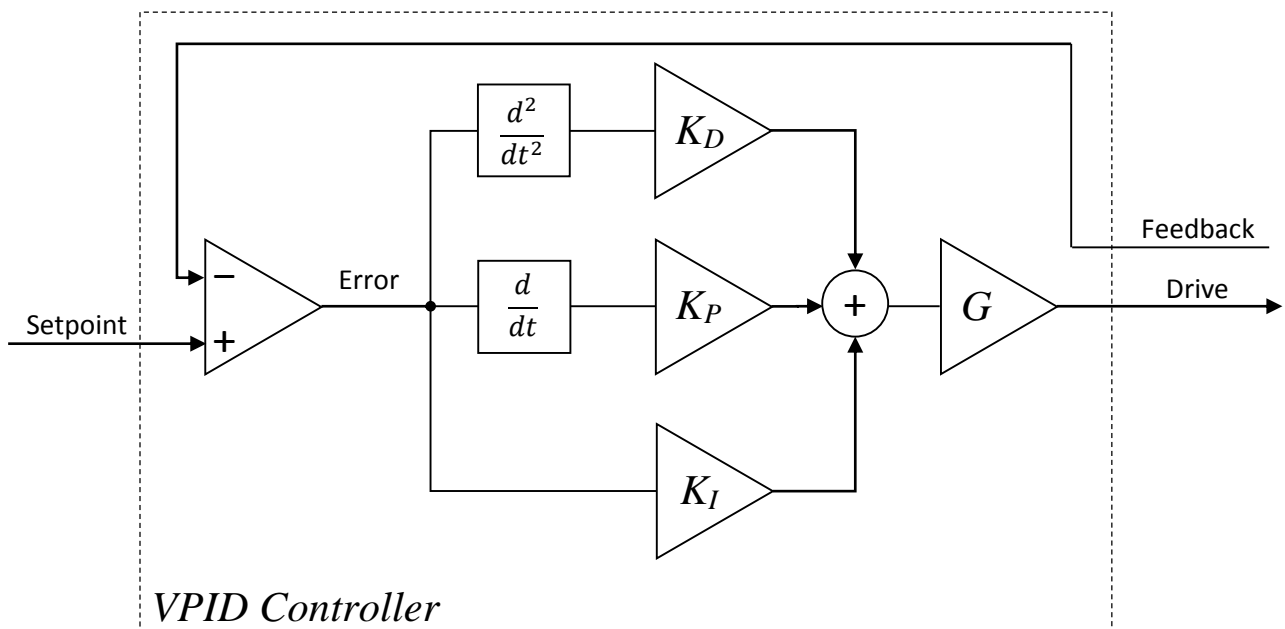 d²
dt²
K_D
Feedback
−
Error
d
dt
K_P
+
G
Drive
Setpoint
+
K_I
VPID Controller